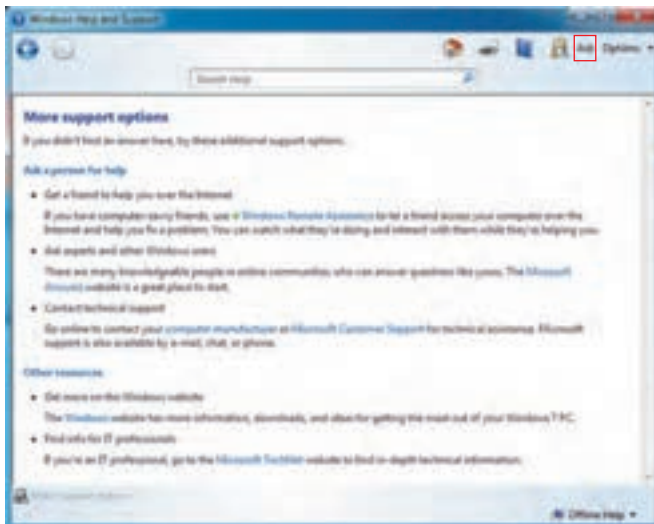 Windows Help and Support
Ask Options
Search Help
More support options
If you didn't find an answer here, try these additional support options.
Ask a person for help
• Get a friend to help you over the Internet
If you have computer-savvy friends, use Windows Remote Assistance to let a friend access your computer over the
Internet and help you fix a problem. You can watch what they're doing and interact with them while they're helping you.
• Ask experts and other Windows users
There are many knowledgeable people in online communities who can answer questions like yours. The Microsoft
Answers website is a great place to start.
• Contact technical support
Go online to contact your computer manufacturer or Microsoft Customer Support for technical assistance. Microsoft
support is also available by e-mail, chat, or phone.
Other resources
• Get more on the Windows website
The Windows website has more information, downloads, and ideas for getting the most out of your Windows 7 PC.
• Find info for IT professionals
If you're an IT professional, go to the Microsoft TechNet website to find in-depth technical information.
Offline Help